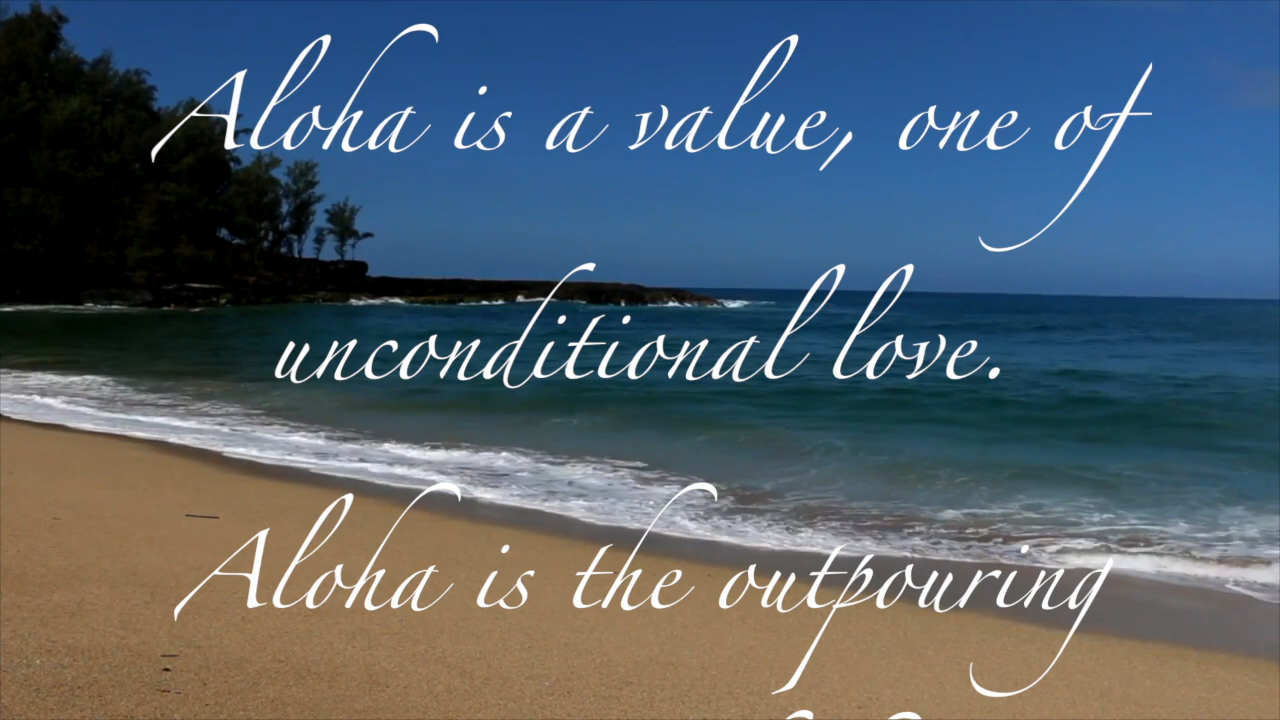 Aloha is a value, one of
unconditional love.
Aloha is the outpouring